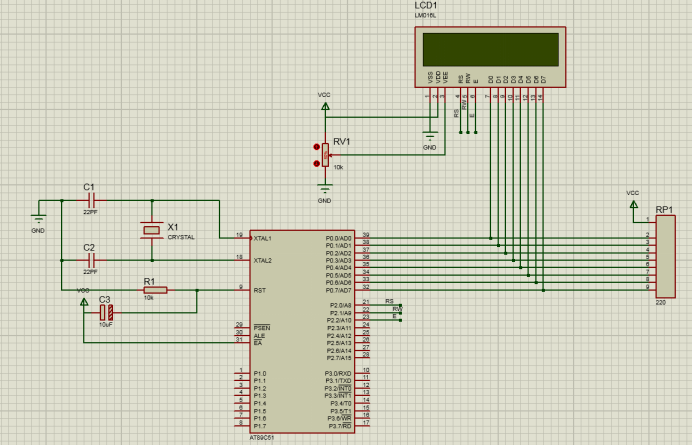 LCD1
LM016L
VSS VDD VEE RS RW E D0 D1 D2 D3 D4 D5 D6 D7
1 2 3 4 5 6 7 8 9 10 11 12 13 14
RS RW E
GND
VCC
RV1
10k
GND
C1
22PF
GND
X1
CRYSTAL
C2
22PF
R1
10k
VCC
C3
10uF
19 XTAL1
18 XTAL2
9 RST
29 PSEN
30 ALE
31 EA
1 P1.0
2 P1.1
3 P1.2
4 P1.3
5 P1.4
6 P1.5
7 P1.6
8 P1.7
P0.0/AD0 39
P0.1/AD1 38
P0.2/AD2 37
P0.3/AD3 36
P0.4/AD4 35
P0.5/AD5 34
P0.6/AD6 33
P0.7/AD7 32
P2.0/A8 21 RS
P2.1/A9 22 RW
P2.2/A10 23 E
P2.3/A11 24
P2.4/A12 25
P2.5/A13 26
P2.6/A14 27
P2.7/A15 28
P3.0/RXD 10
P3.1/TXD 11
P3.2/INT0 12
P3.3/INT1 13
P3.4/T0 14
P3.5/T1 15
P3.6/WR 16
P3.7/RD 17
AT89C51
VCC
RP1
1
2
3
4
5
6
7
8
9
220